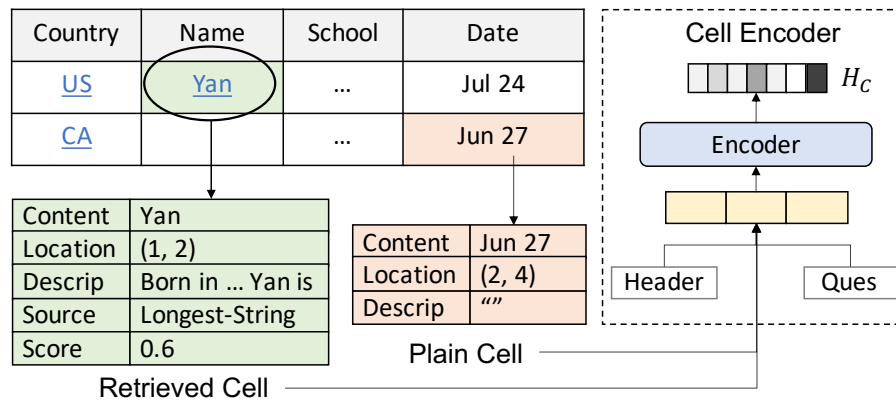 Country Name School Date
US Yan ... Jul 24
CA ... Jun 27
Content Yan
Location (1, 2)
Descrip Born in ... Yan is
Source Longest-String
Score 0.6
Retrieved Cell
Content Jun 27
Location (2, 4)
Descrip “”
Plain Cell
Cell Encoder
H_C
Encoder
Header Ques